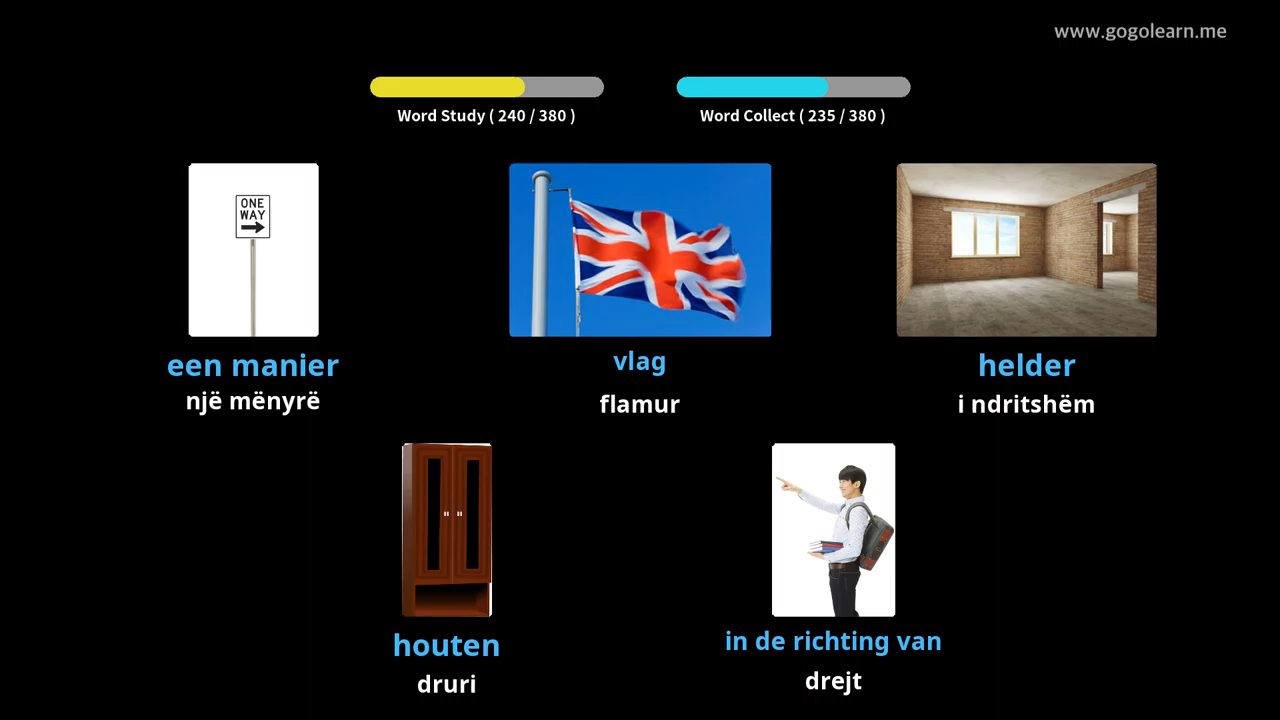 www.gogolearn.me
Word Study ( 240 / 380 )
Word Collect ( 235 / 380 )
ONE
WAY
een manier
një mënyrë
vlag
flamur
helder
i ndritshëm
houten
druri
in de richting van
drejt